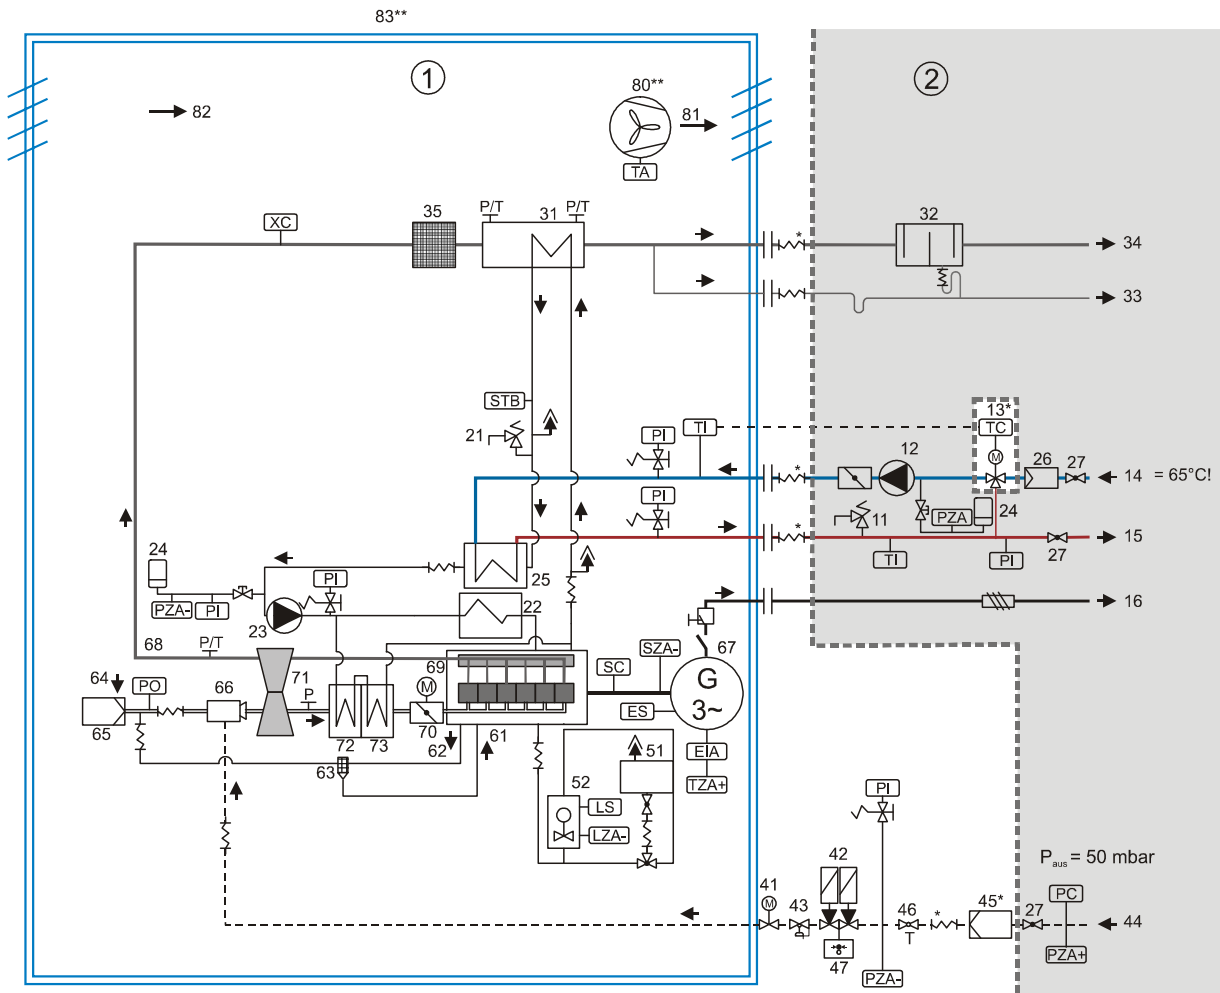 83**
1
2
80**
82
81
TA
P/T
P/T
XC
35
31
32
34
33
STB
21
PI
TI
13*
TC
M
12
26
27
14 = 65°C!
PI
11
PZA
24
27
15
TI
PI
24
PI
25
PZA-
PI
23
22
16
68
P/T
69
SC
SZA-
67
64
PO
66
71
P
M
G
3~
65
70
ES
72
73
62
61
EIA
51
63
52
TZA+
LS
LZA-
PI
42
P aus = 50 mbar
41
43
46
45*
27
PC
44
M
T
*
47
PZA-
PZA+
*
*
*